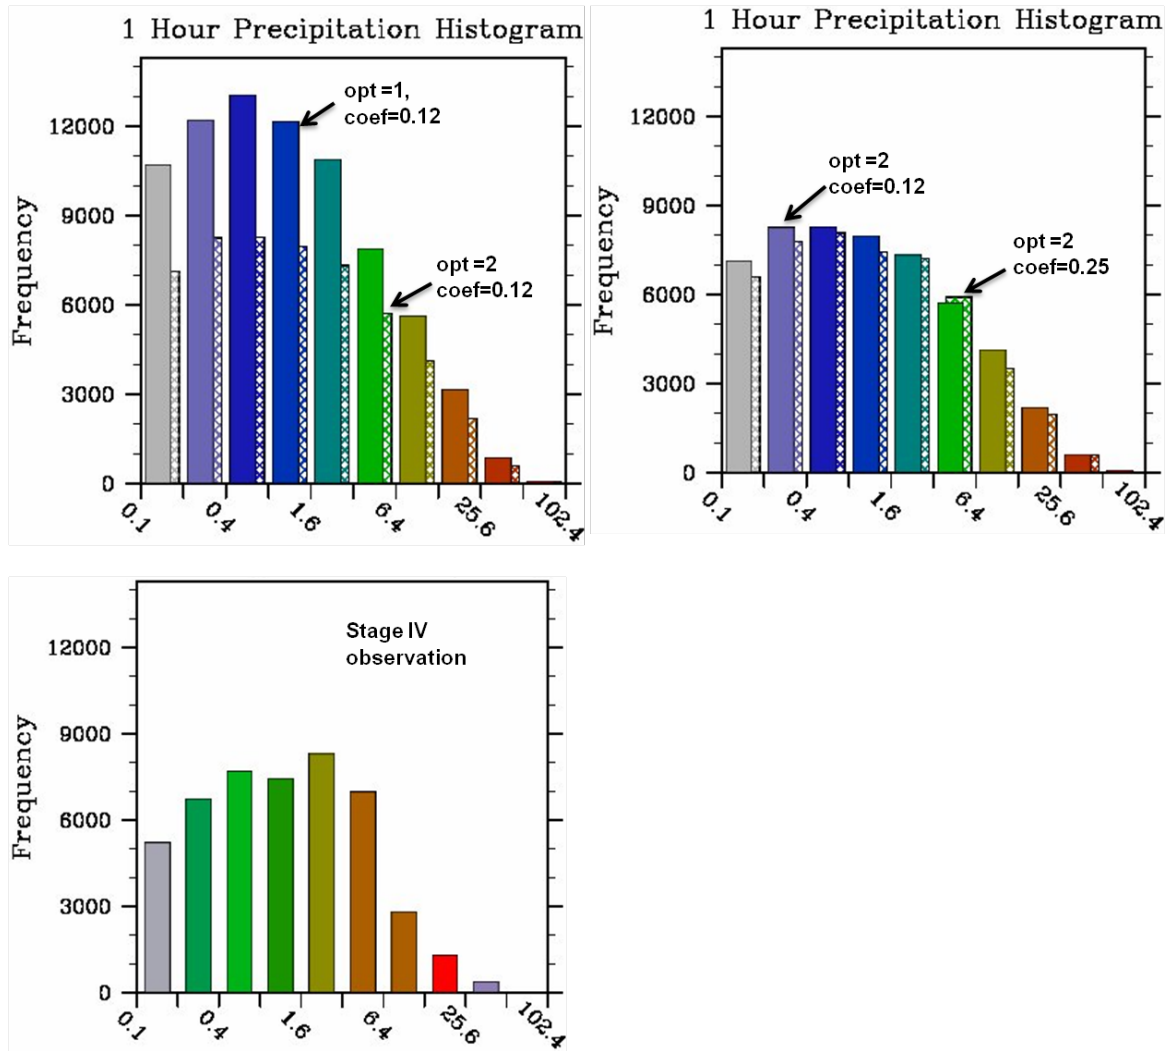 1 Hour Precipitation Histogram
opt =1,
coef=0.12
opt =2
coef=0.12
Frequency
12000
9000
6000
3000
0
0.1
0.4
1.6
6.4
25.6
102.4
1 Hour Precipitation Histogram
opt =2
coef=0.12
opt =2
coef=0.25
Frequency
12000
9000
6000
3000
0
0.1
0.4
1.6
6.4
25.6
102.4
Stage IV
observation
Frequency
12000
9000
6000
3000
0
0.1
0.4
1.6
6.4
25.6
102.4